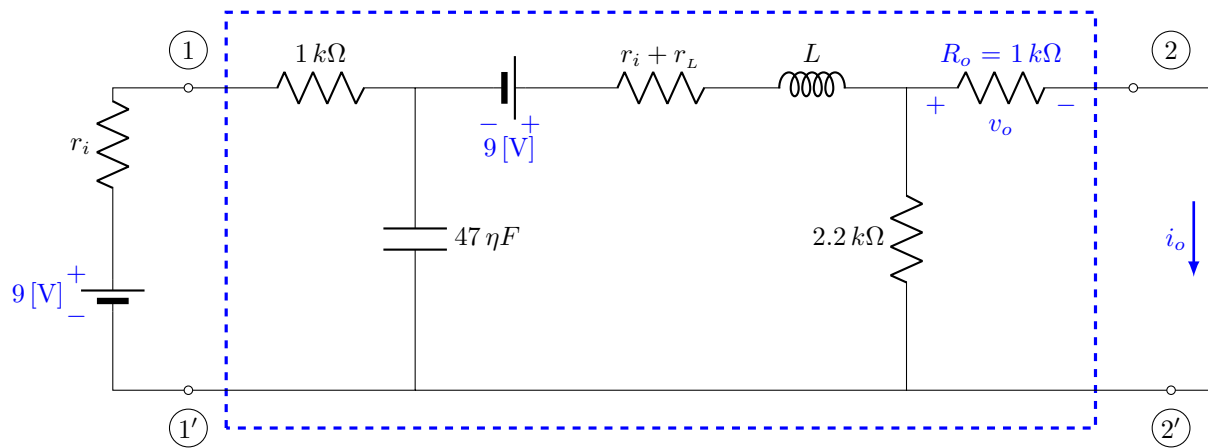 1
1 kΩ
r_i + r_L
L
R_o = 1 kΩ
2
− +
9 [V]
+ −
v_o
r_i
47 ηF
2.2 kΩ
i_o
+
9 [V]
−
1′
2′